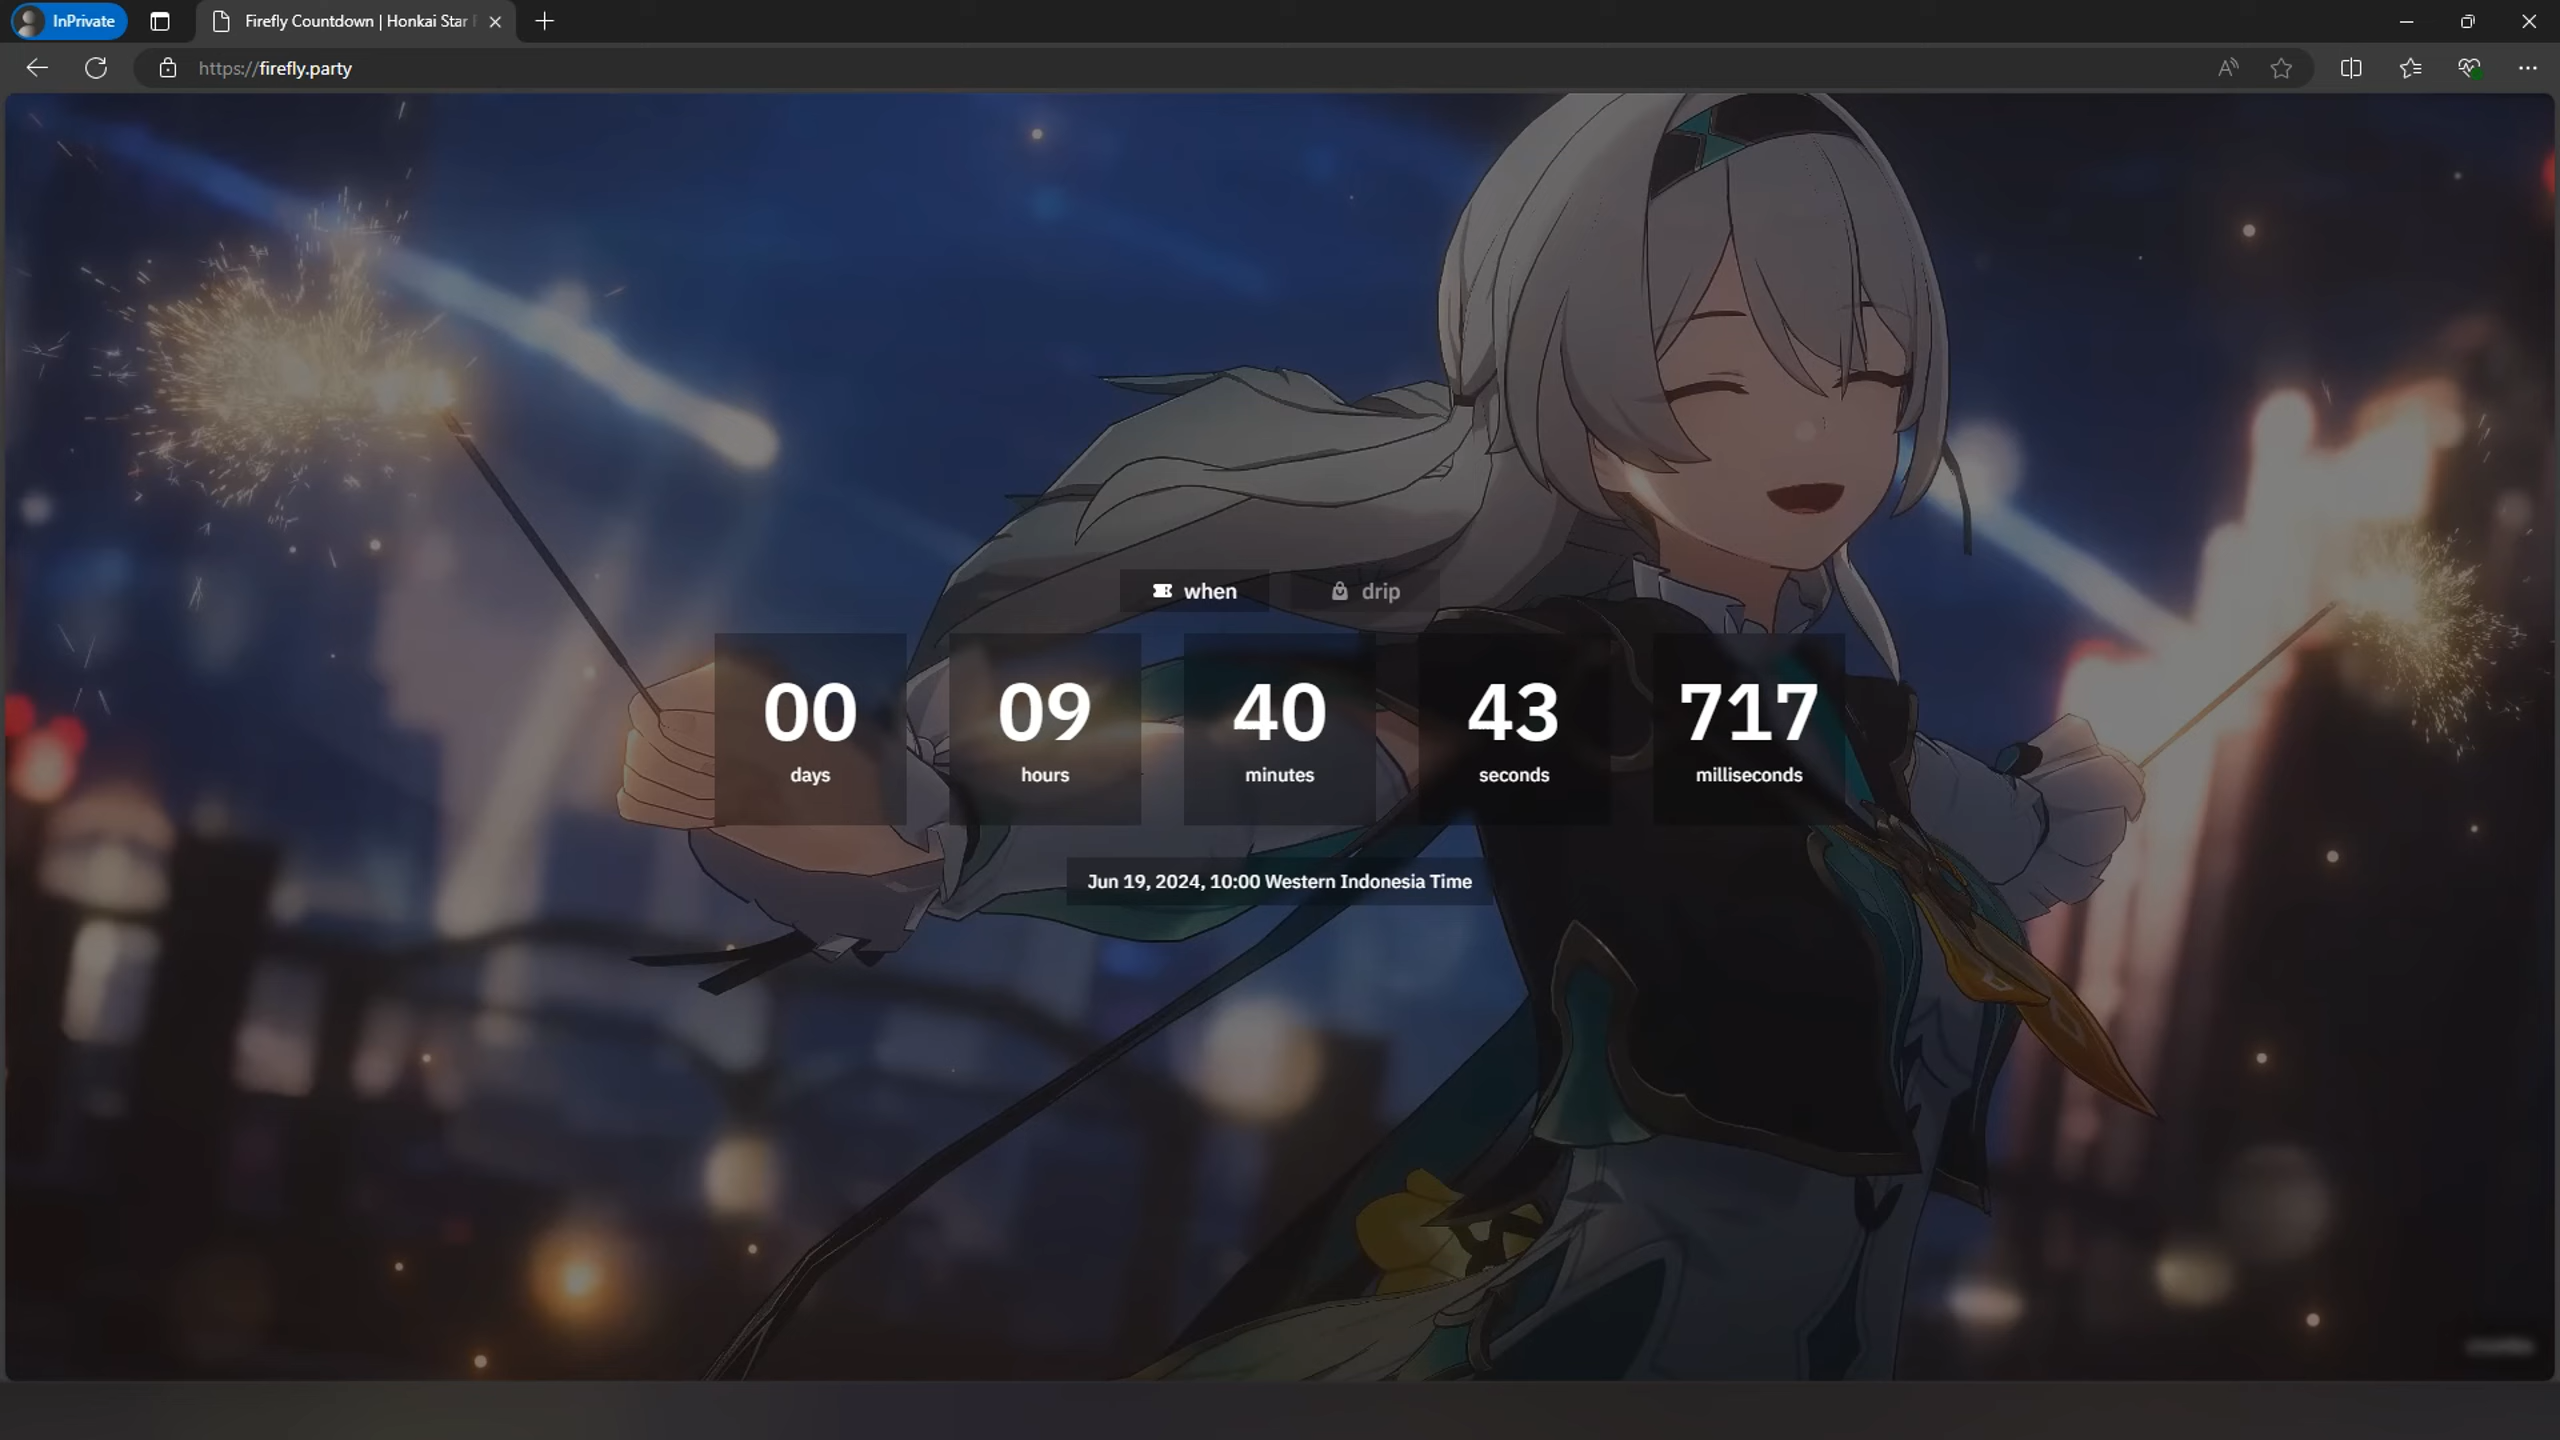 InPrivate
Firefly Countdown | Honkai Star
https://firefly.party
when
drip
00
09
40
43
717
days
hours
minutes
seconds
milliseconds
Jun 19, 2024, 10:00 Western Indonesia Time